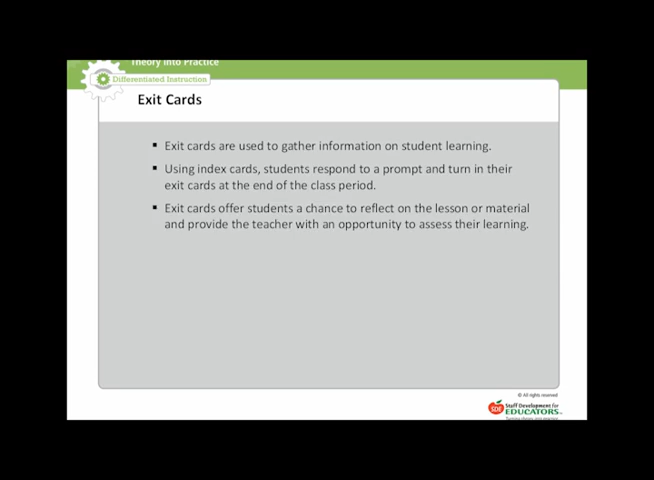 Theory into Practice
Differentiated Instruction
Exit Cards
▪ Exit cards are used to gather information on student learning.
▪ Using index cards, students respond to a prompt and turn in their
exit cards at the end of the class period.
▪ Exit cards offer students a chance to reflect on the lesson or material
and provide the teacher with an opportunity to assess their learning.
© All rights reserved
SDE Staff Development for
EDUCATORS